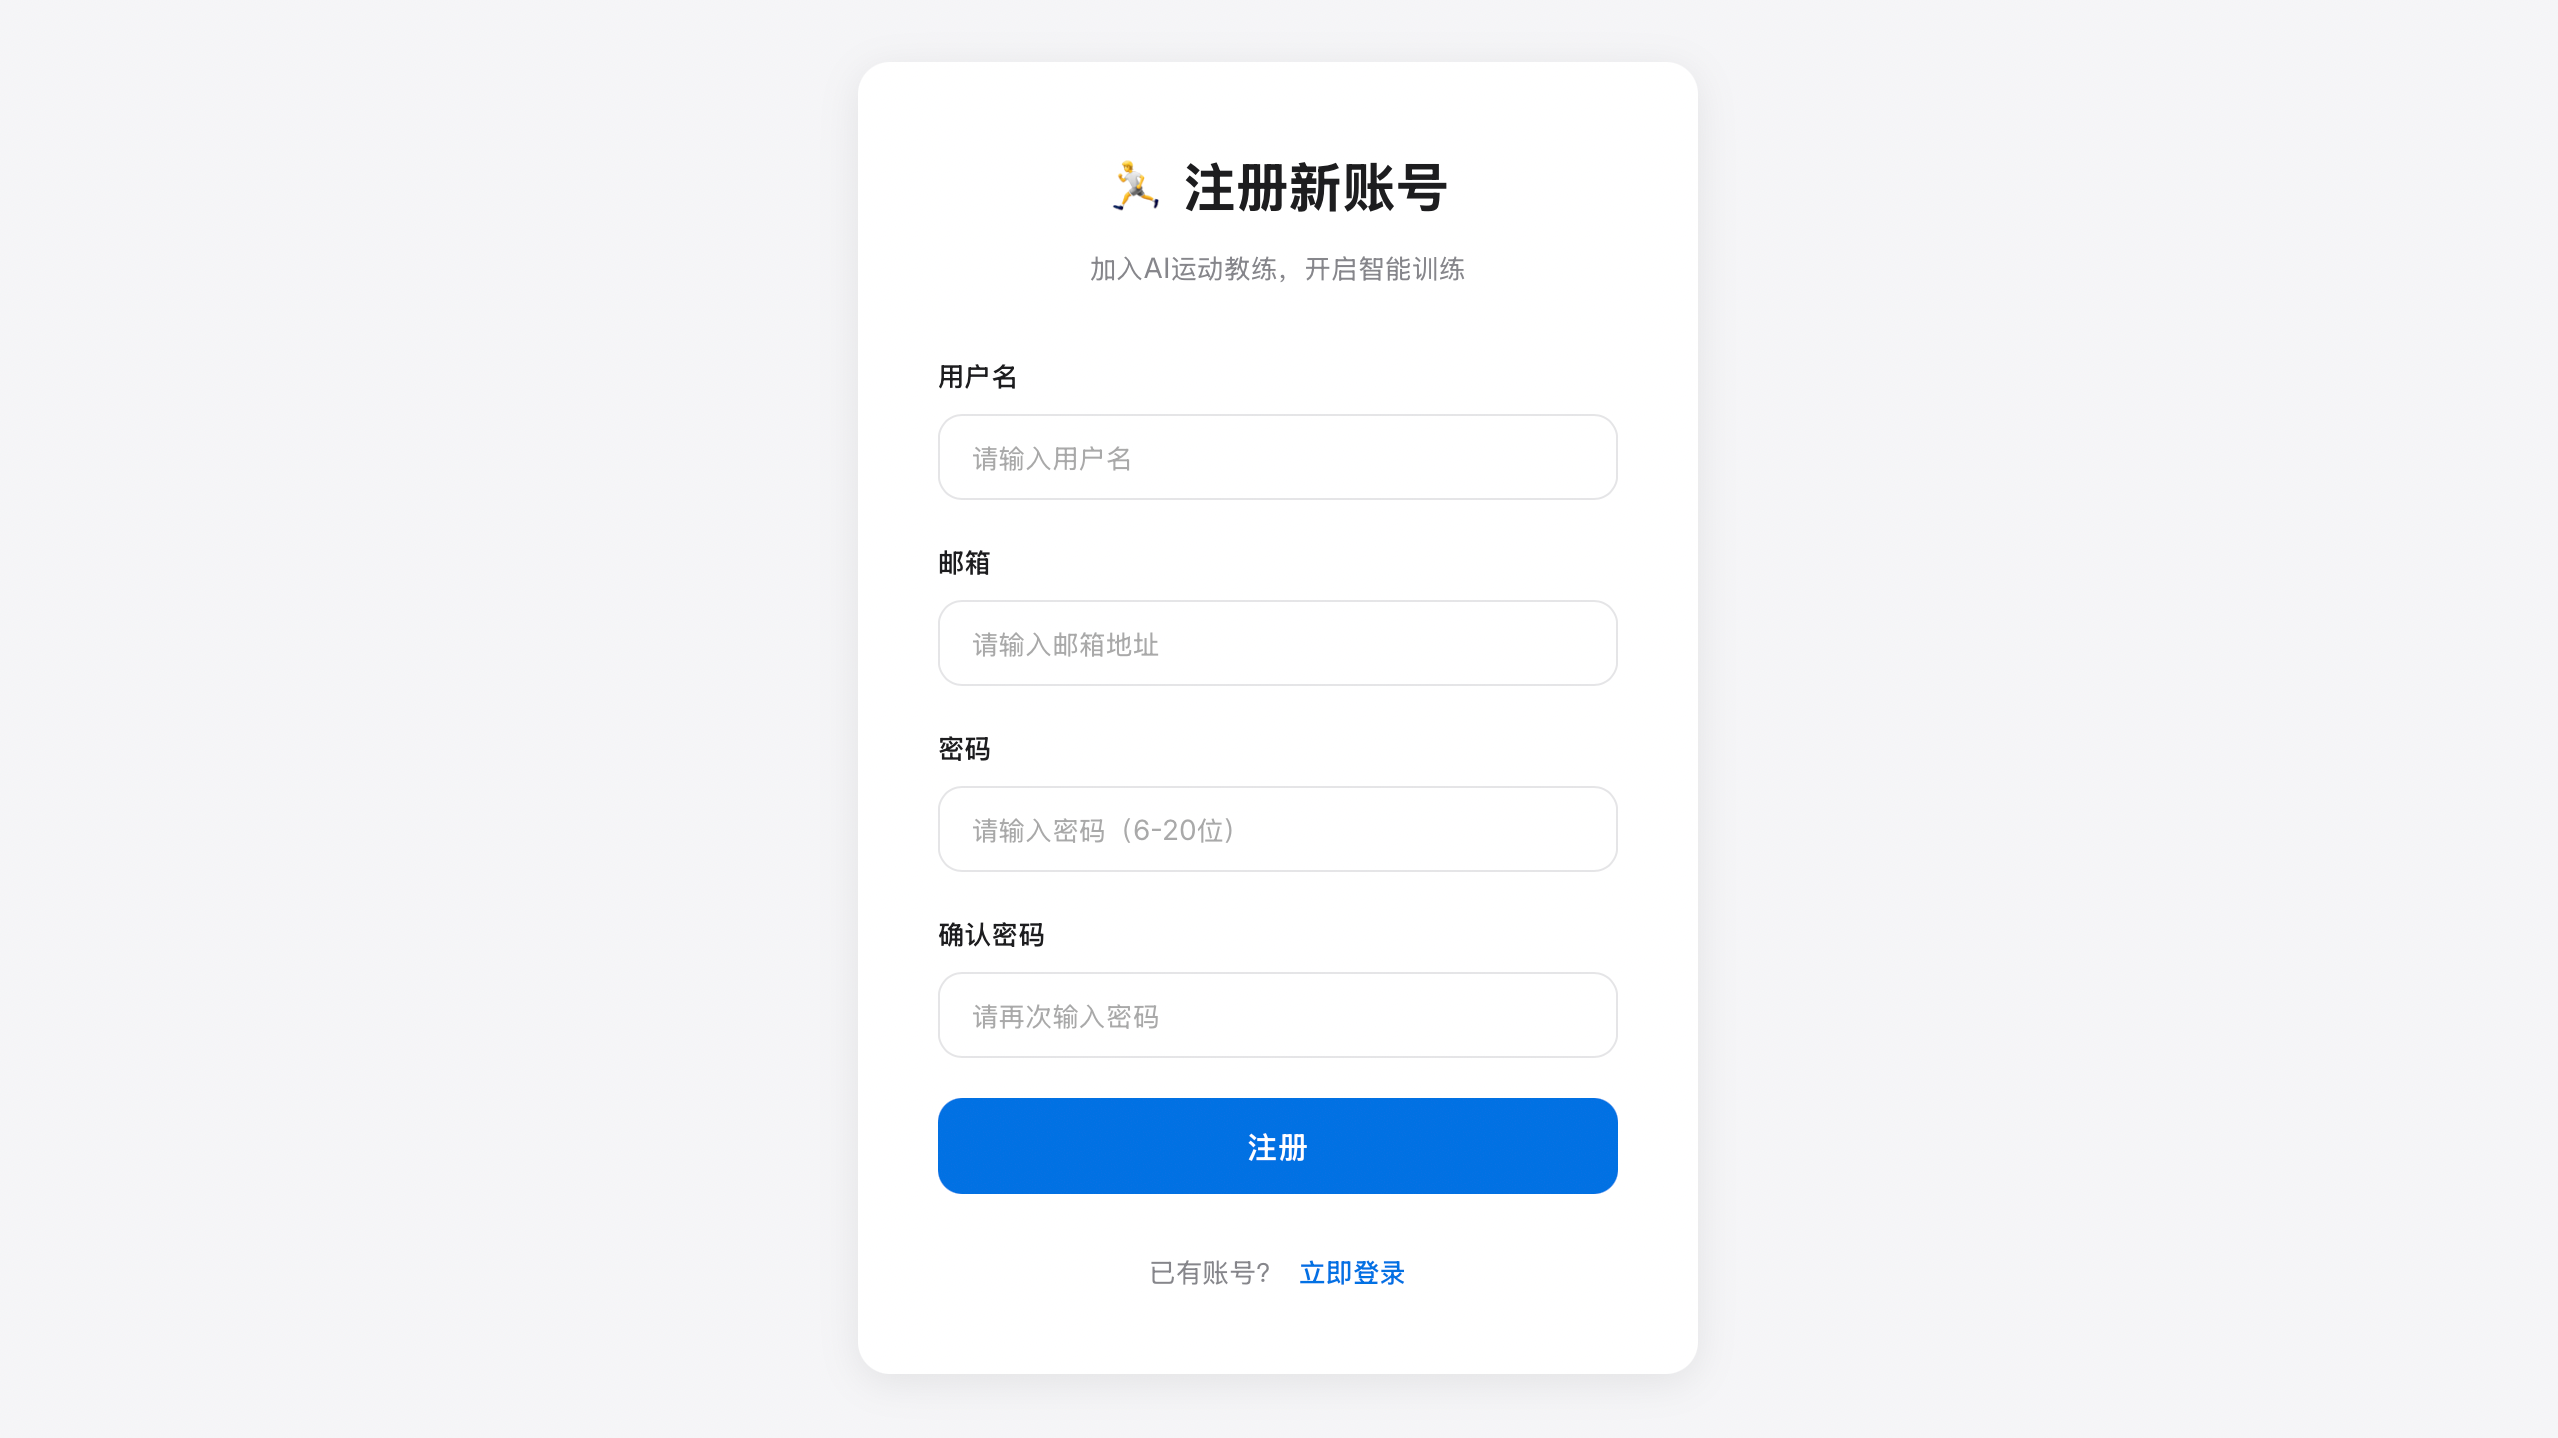 🏃 注册新账号
加入AI运动教练，开启智能训练
用户名
请输入用户名
邮箱
请输入邮箱地址
密码
请输入密码（6-20位）
确认密码
请再次输入密码
注册
已有账号？ 立即登录